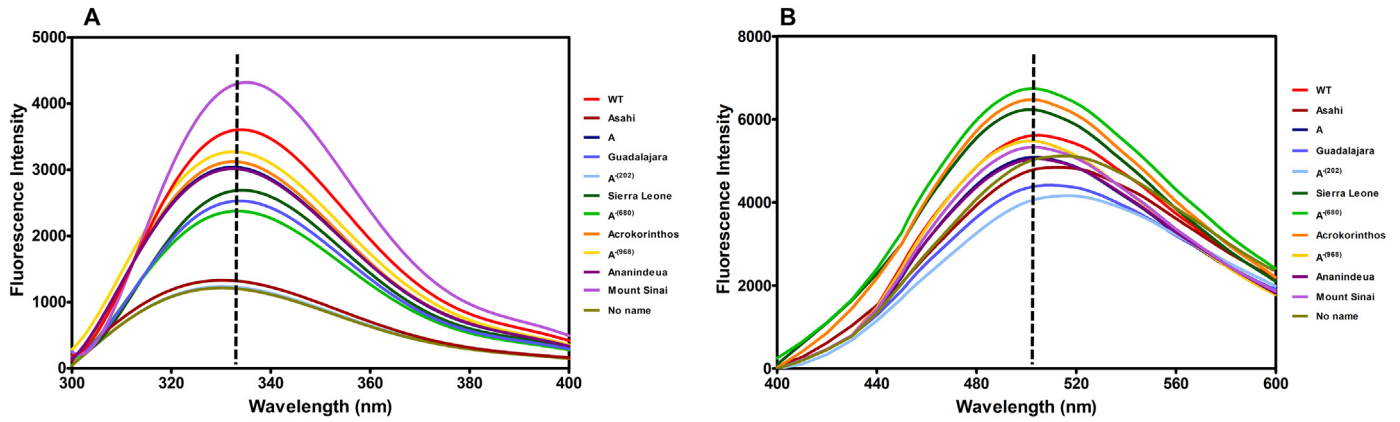 A
5000
4000
3000
2000
1000
0
300
320
340
360
380
400
Fluorescence Intensity
Wavelength (nm)
WT
Asahi
A
Guadalajara
A-(202)
Sierra Leone
A-(680)
Acrokorinthos
A-(968)
Ananindeua
Mount Sinai
No name
B
8000
6000
4000
2000
0
400
440
480
520
560
600
Fluorescence Intensity
Wavelength (nm)
WT
Asahi
A
Guadalajara
A-(202)
Sierra Leone
A-(680)
Acrokorinthos
A-(968)
Ananindeua
Mount Sinai
No name